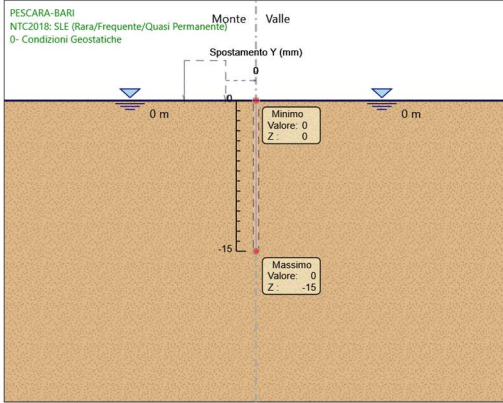 PESCARA-BARI
NTC2018: SLE (Rara/Frequente/Quasi Permanente)
0- Condizioni Geostatiche
Monte Valle
Spostamento Y (mm)
0
0
0 m
0 m
Minimo
Valore: 0
Z : 0
-15
Massimo
Valore: 0
Z : -15